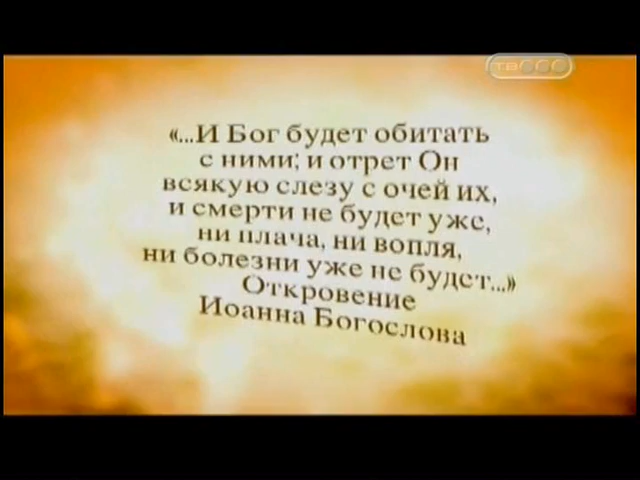 ТВ
«...И Бог будет обитать
с ними; и отрет Он
всякую слезу с очей их,
и смерти не будет уже,
ни плача, ни вопля,
ни болезни уже не будет...»
Откровение
Иоанна Богослова